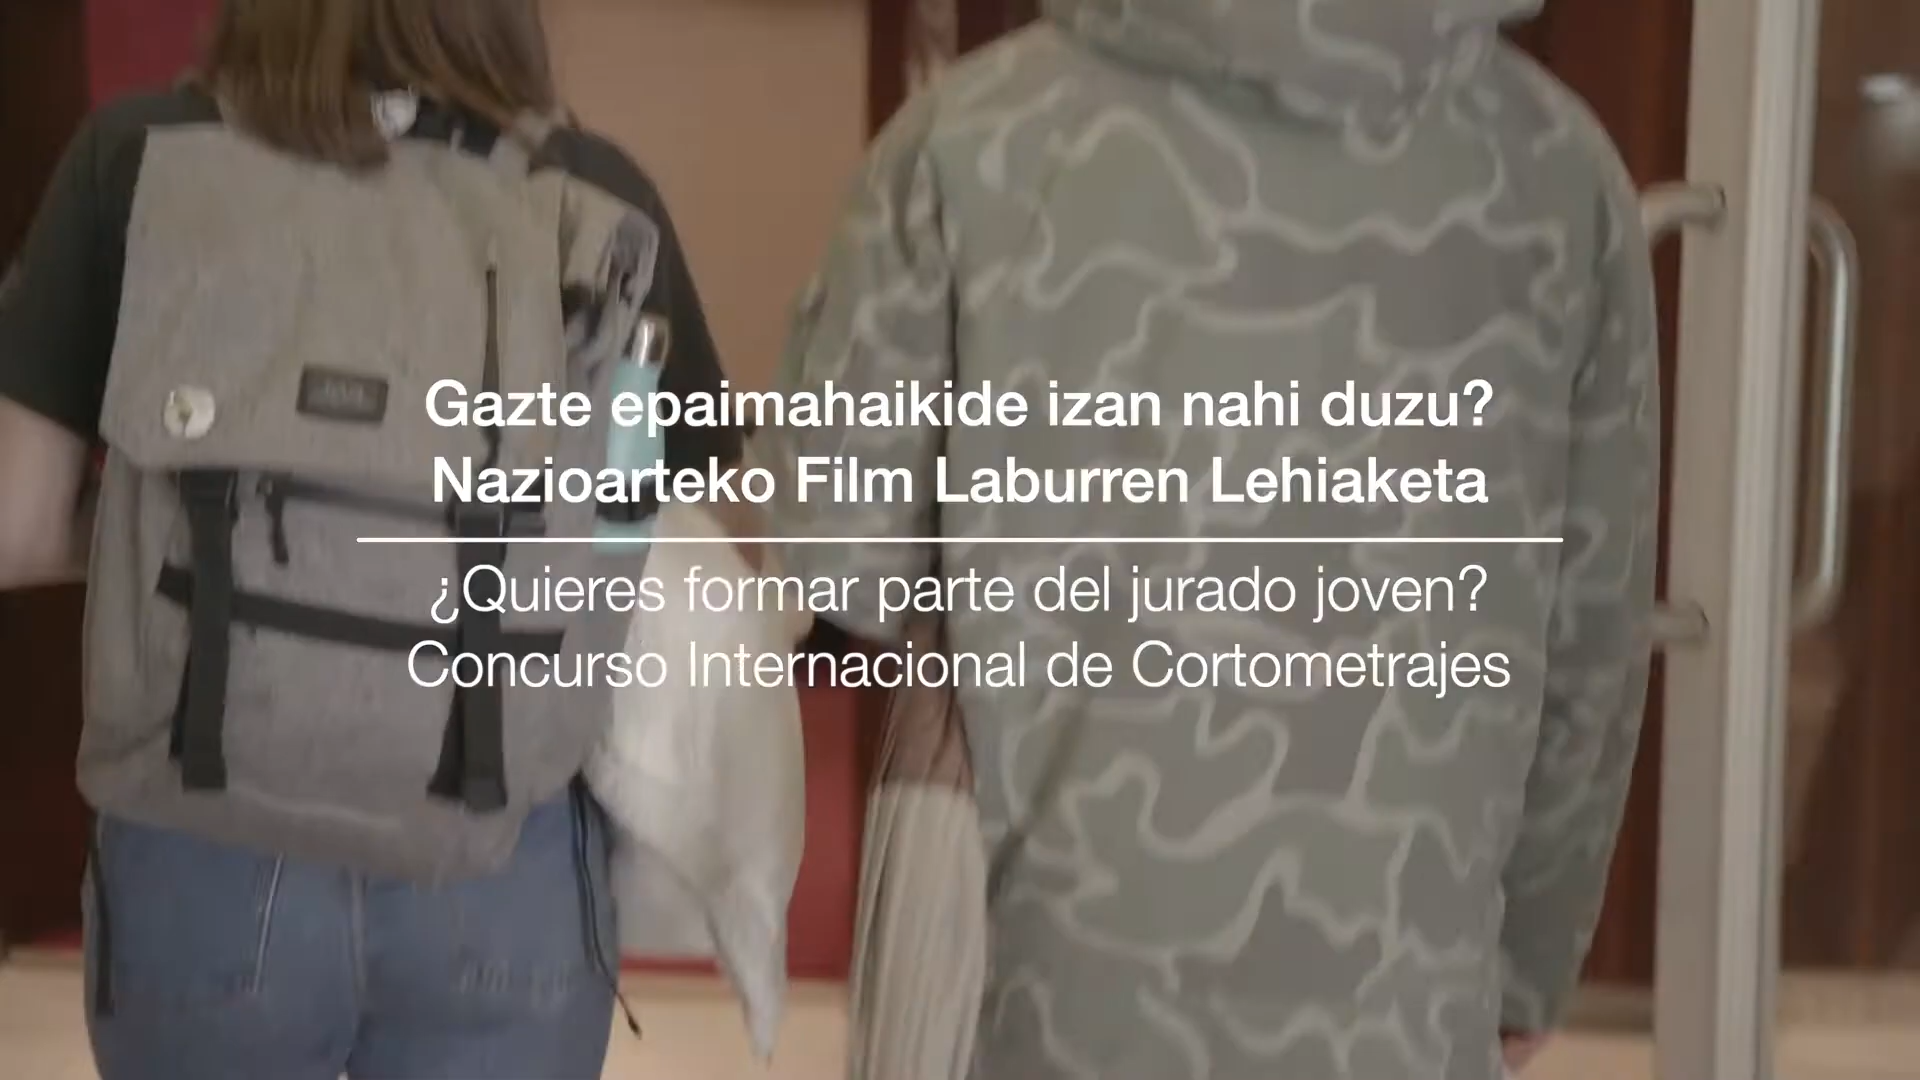 Gazte epaimahaikide izan nahi duzu?
Nazioarteko Film Laburren Lehiaketa
¿Quieres formar parte del jurado joven?
Concurso Internacional de Cortometrajes